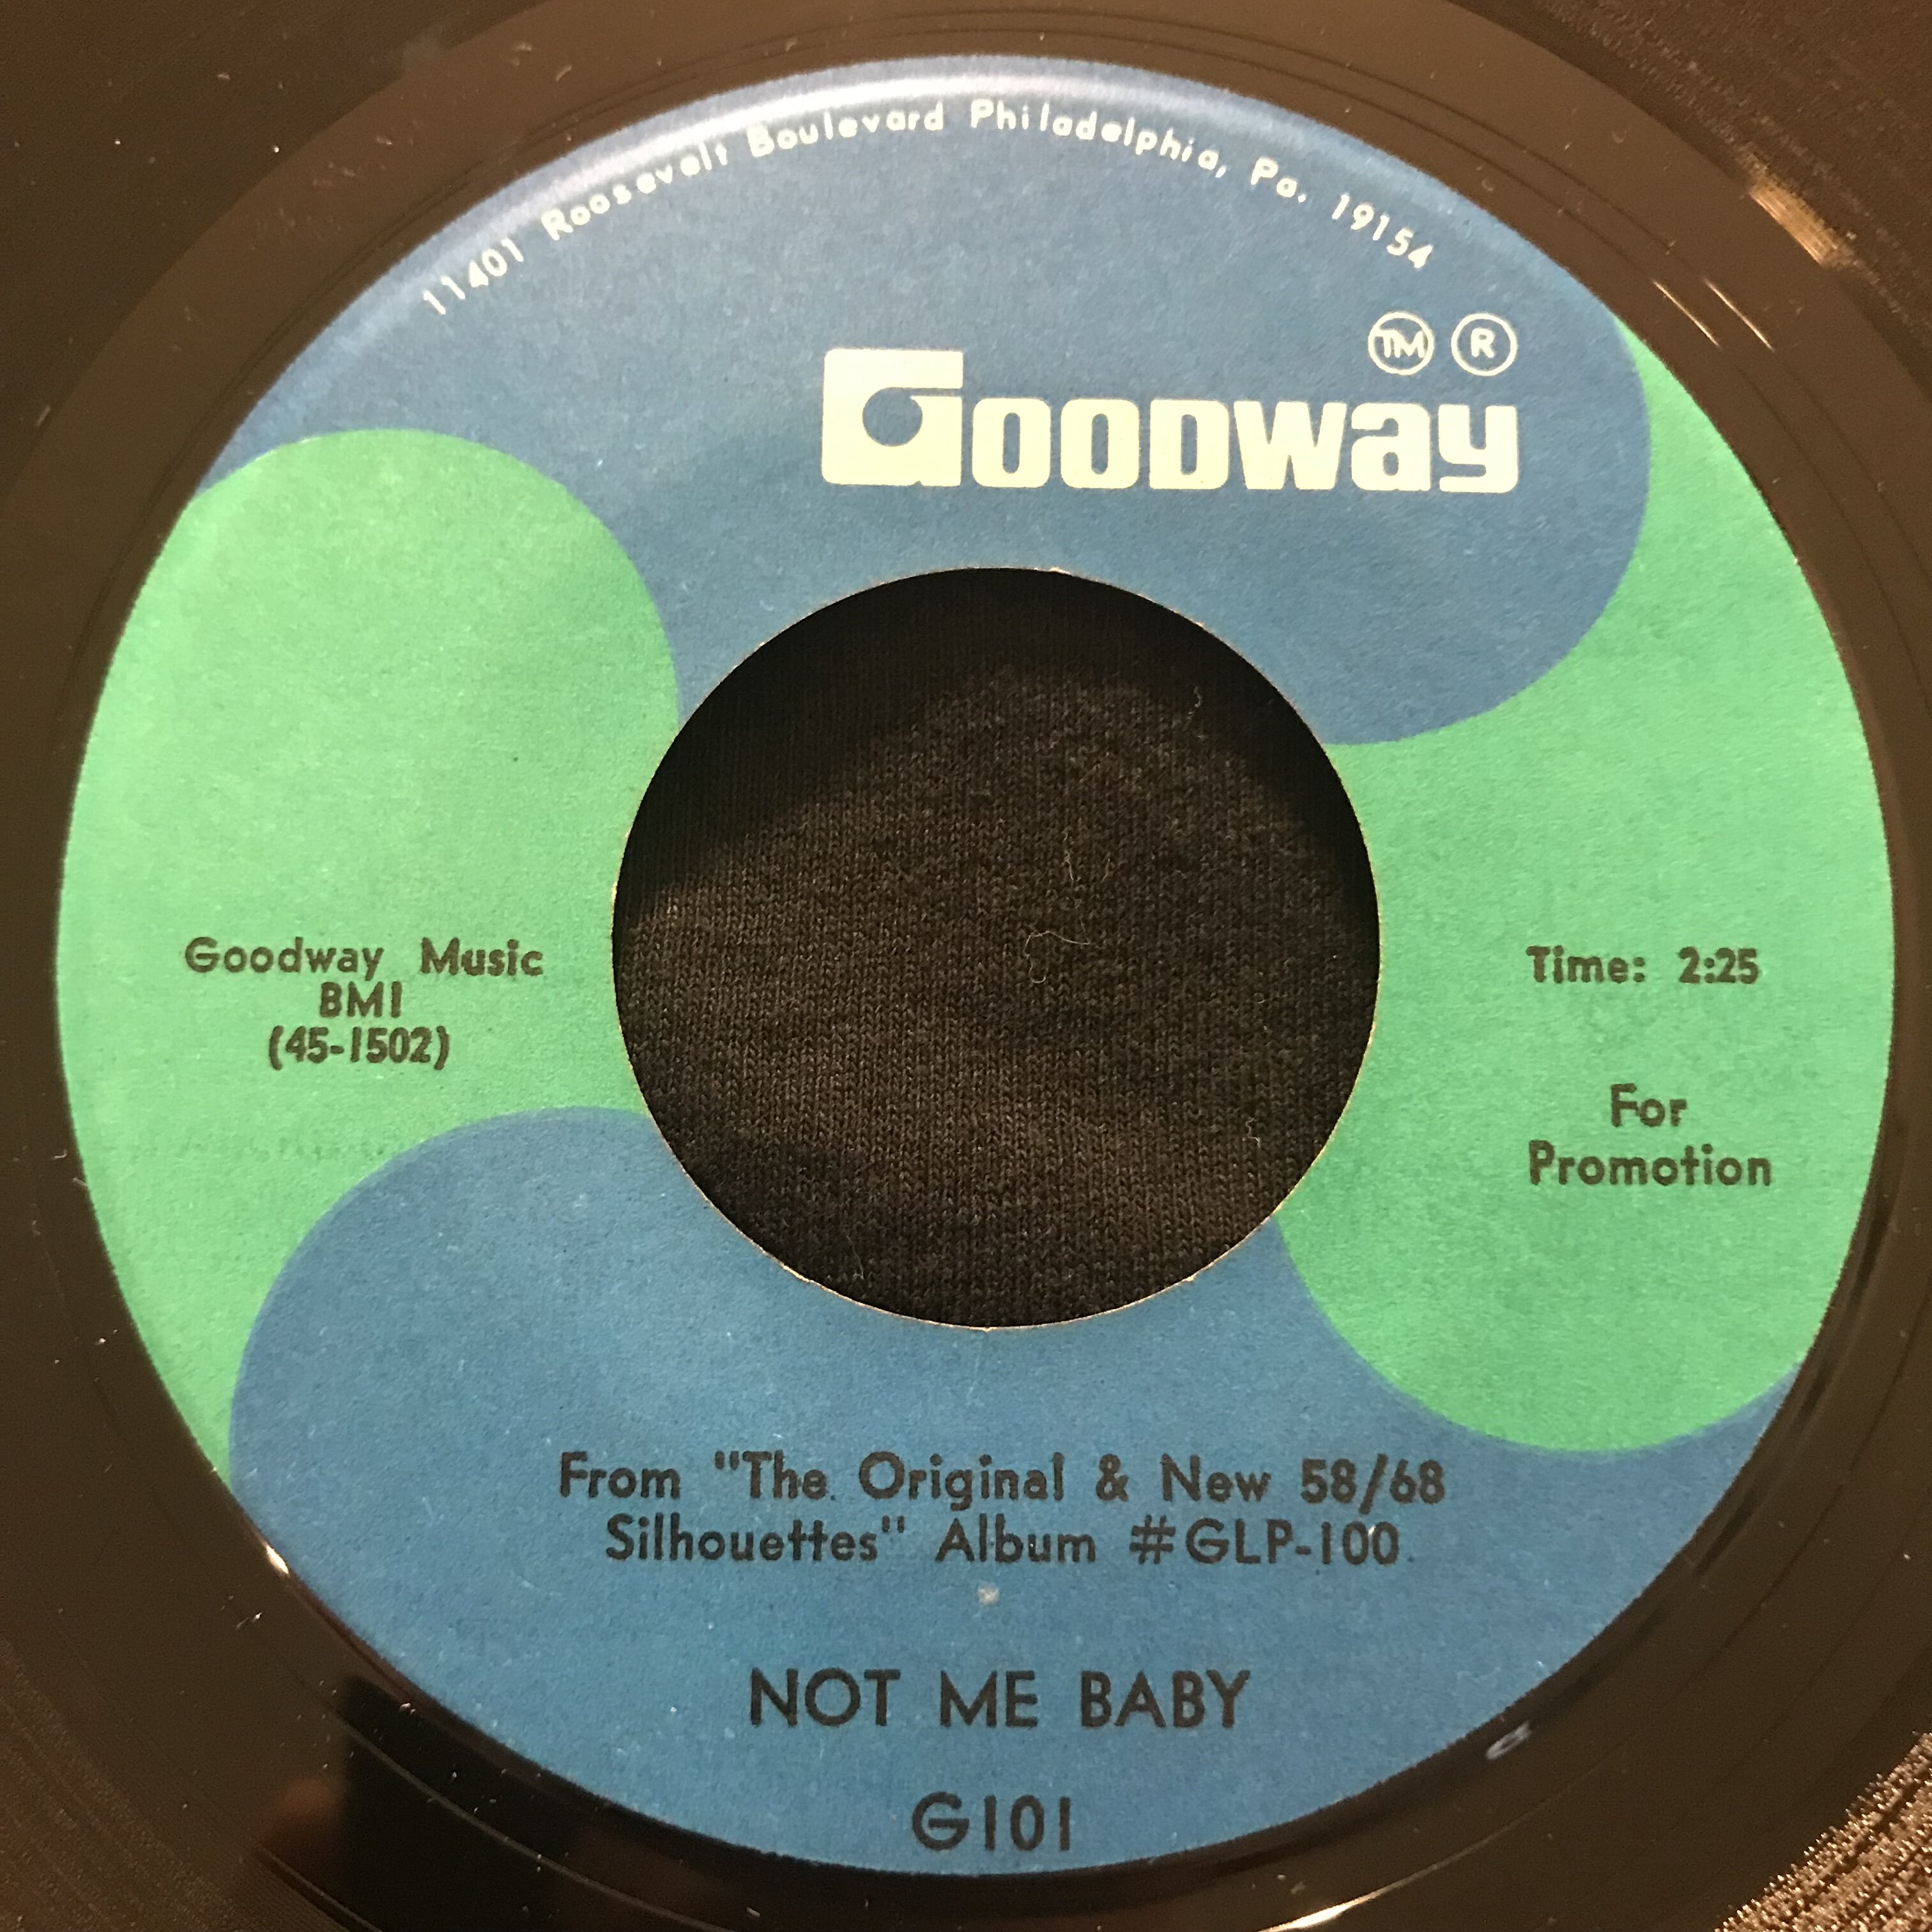 11401 Roosevelt Boulevard Philadelphia, Pa. 19154
TM R
Goodway
Goodway Music
BMI
(45-1502)
Time: 2:25
For
Promotion
From "The Original & New 58/68
Silhouettes" Album #GLP-100
NOT ME BABY
G101